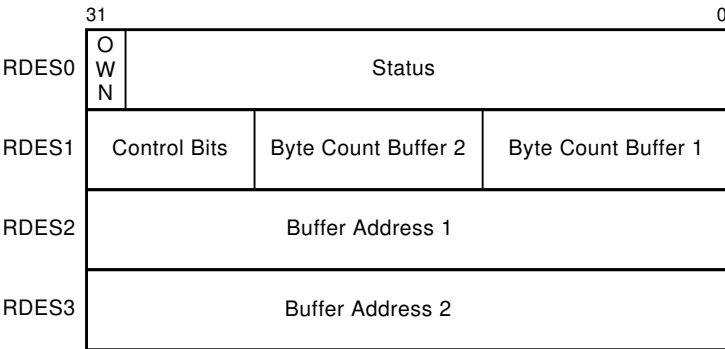 31 0
RDES0 OWN Status
RDES1 Control Bits Byte Count Buffer 2 Byte Count Buffer 1
RDES2 Buffer Address 1
RDES3 Buffer Address 2